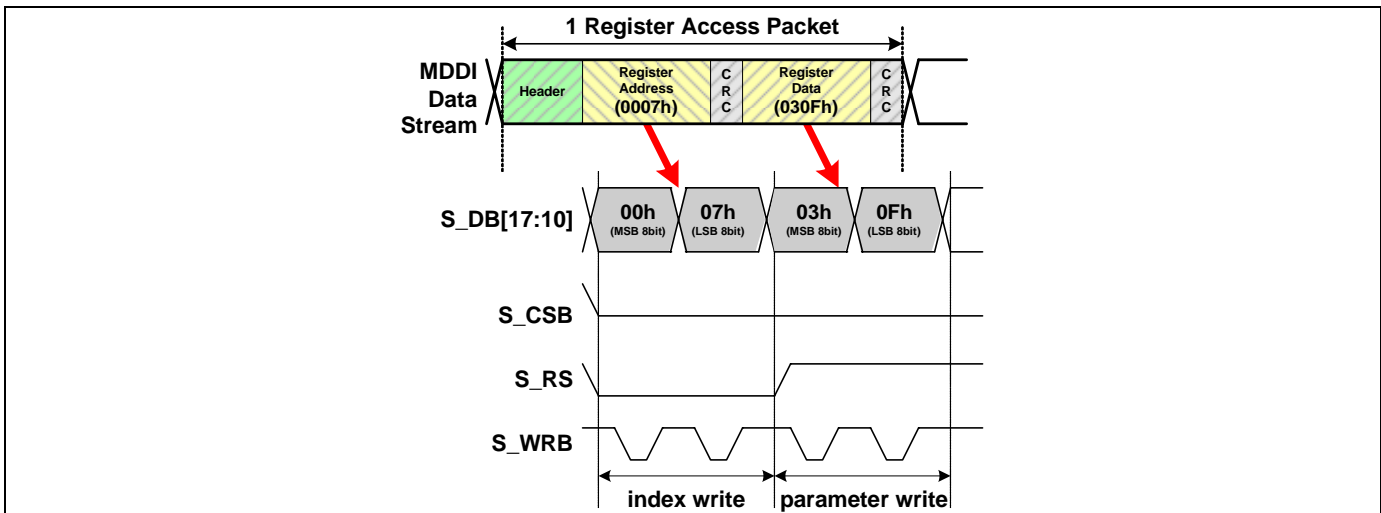 1 Register Access Packet
MDDI
Data
Stream
Header
Register
Address
(0007h)
C
R
C
Register
Data
(030Fh)
C
R
C
S_DB[17:10]
00h
(MSB 8bit)
07h
(LSB 8bit)
03h
(MSB 8bit)
0Fh
(LSB 8bit)
S_CSB
S_RS
S_WRB
index write
parameter write